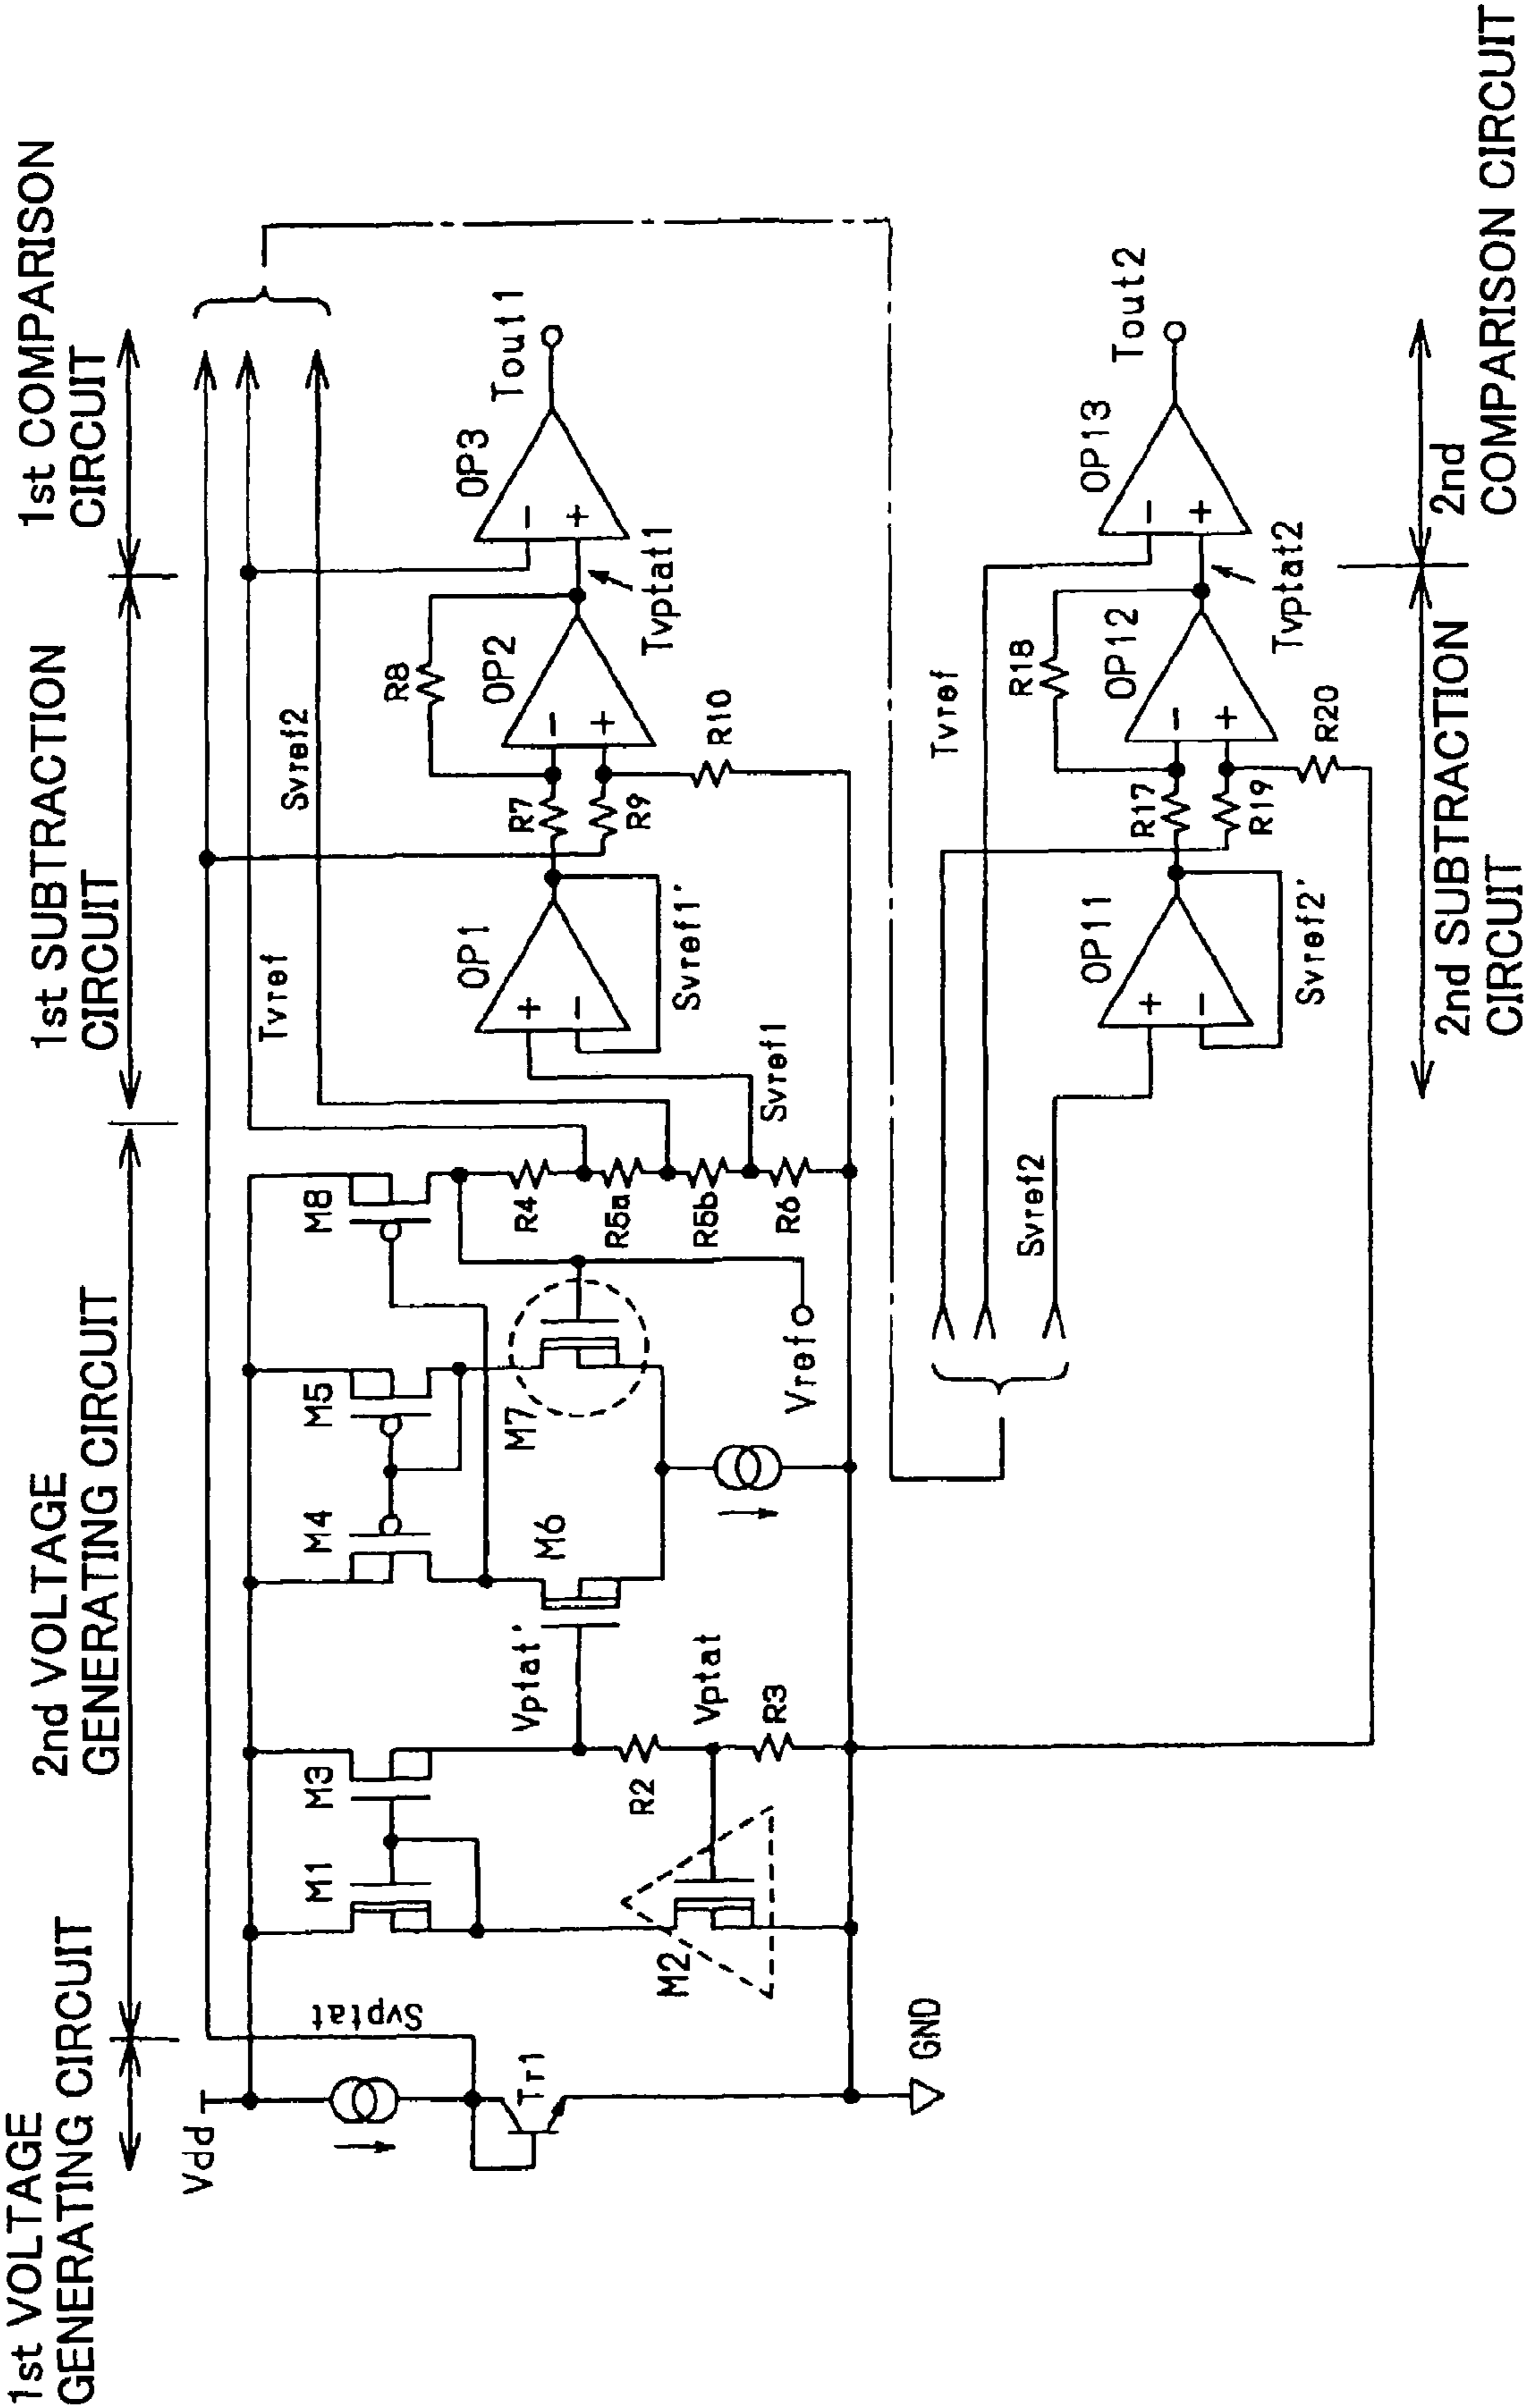 1st VOLTAGE
GENERATING CIRCUIT
2nd VOLTAGE
GENERATING CIRCUIT
1st SUBTRACTION
CIRCUIT
1st COMPARISON
CIRCUIT
Vdd
Svptat
Tr1
GND
M1
M2
M3
R2
Vptat
R3
Vptat'
M4
M5
M6
M7
Vref
M8
R4
R5a
R5b
R6
Tvref
Svref2
Svref1
OP1
Svref1'
R7
R9
R8
OP2
R10
Tvptat1
OP3
Tout1
Svref2
OP11
Svref2'
Tvref
R17
R19
R18
OP12
R20
Tvptat2
OP13
Tout2
2nd SUBTRACTION
CIRCUIT
2nd
COMPARISON CIRCUIT
+
−
−
+
−
+
+
−
−
+
−
+